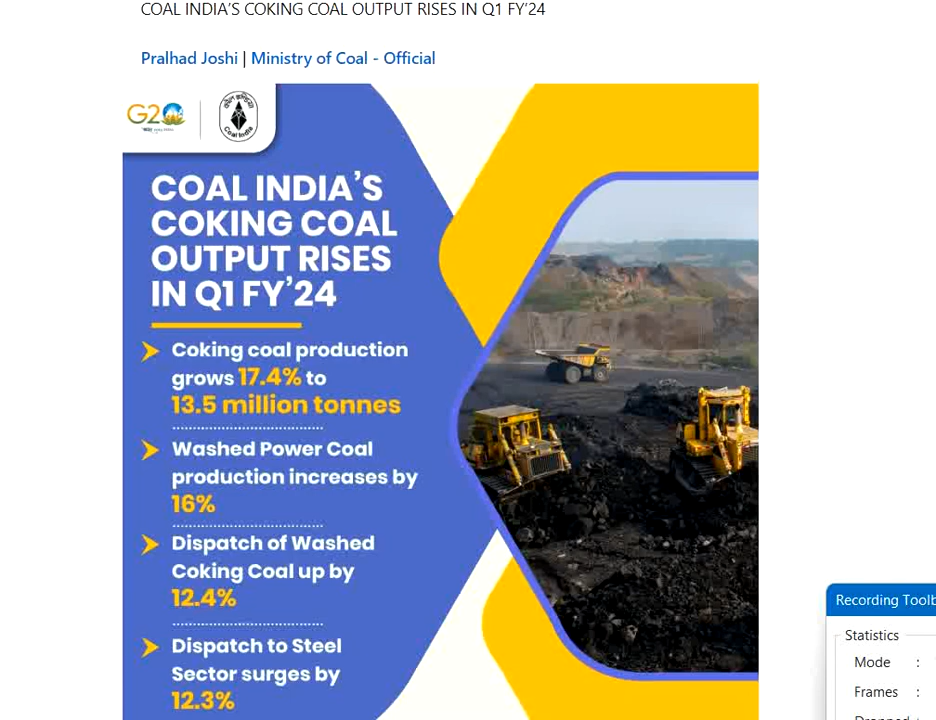 COAL INDIA’S COKING COAL OUTPUT RISES IN Q1 FY’24
Pralhad Joshi | Ministry of Coal - Official
G20
Coal India
COAL INDIA’S
COKING COAL
OUTPUT RISES
IN Q1 FY’24
Coking coal production
grows 17.4% to
13.5 million tonnes
Washed Power Coal
production increases by
16%
Dispatch of Washed
Coking Coal up by
12.4%
Dispatch to Steel
Sector surges by
12.3%
Recording Toolb
Statistics
Mode :
Frames :